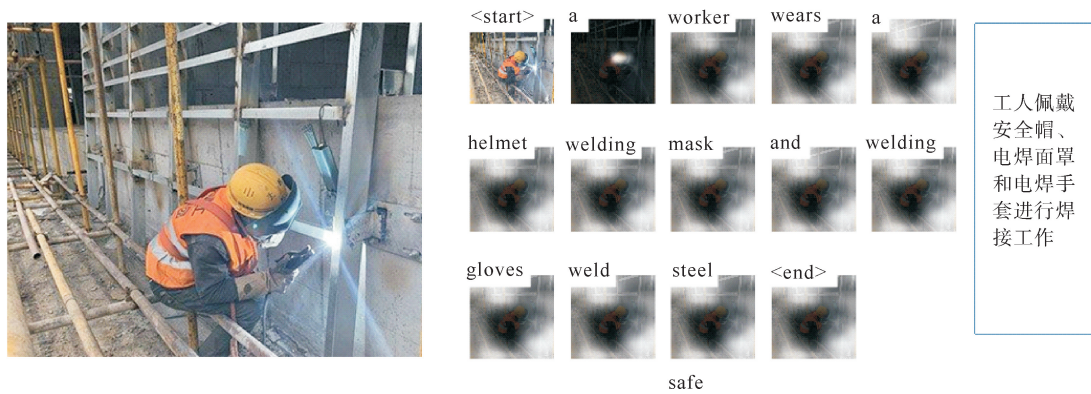 <start> a worker wears a
helmet welding mask and welding
gloves weld steel <end>
safe
工人佩戴
安全帽、
电焊面罩
和电焊手
套进行焊
接工作